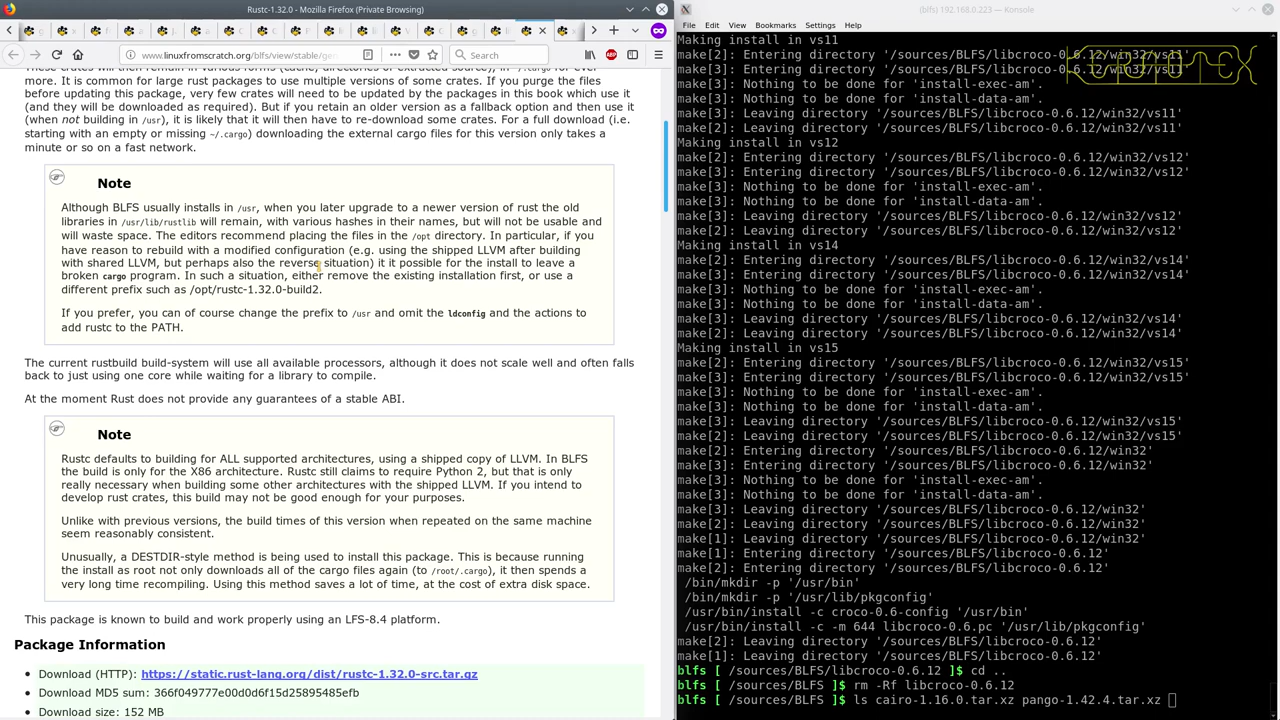 Rustc-1.32.0 - Mozilla Firefox (Private Browsing)
www.linuxfromscratch.org/blfs/view/stable/ge
Search
more. It is common for large rust packages to use multiple versions of some crates. If you purge the files
before updating this package, very few crates will need to be updated by the packages in this book which use it
(and they will be downloaded as required). But if you retain an older version as a fallback option and then use it
(when not building in /usr), it is likely that it will then have to re-download some crates. For a full download (i.e.
starting with an empty or missing ~/.cargo) downloading the external cargo files for this version only takes a
minute or so on a fast network.
Note
Although BLFS usually installs in /usr, when you later upgrade to a newer version of rust the old
libraries in /usr/lib/rustlib will remain, with various hashes in their names, but will not be usable and
will waste space. The editors recommend placing the files in the /opt directory. In particular, if you
have reason to rebuild with a modified configuration (e.g. using the shipped LLVM after building
with shared LLVM, but perhaps also the reverse situation) it it possible for the install to leave a
broken cargo program. In such a situation, either remove the existing installation first, or use a
different prefix such as /opt/rustc-1.32.0-build2.
If you prefer, you can of course change the prefix to /usr and omit the ldconfig and the actions to
add rustc to the PATH.
The current rustbuild build-system will use all available processors, although it does not scale well and often falls
back to just using one core while waiting for a library to compile.
At the moment Rust does not provide any guarantees of a stable ABI.
Note
Rustc defaults to building for ALL supported architectures, using a shipped copy of LLVM. In BLFS
the build is only for the X86 architecture. Rustc still claims to require Python 2, but that is only
really necessary when building some other architectures with the shipped LLVM. If you intend to
develop rust crates, this build may not be good enough for your purposes.
Unlike with previous versions, the build times of this version when repeated on the same machine
seem reasonably consistent.
Unusually, a DESTDIR-style method is being used to install this package. This is because running
the install as root not only downloads all of the cargo files again (to /root/.cargo), it then spends a
very long time recompiling. Using this method saves a lot of time, at the cost of extra disk space.
This package is known to build and work properly using an LFS-8.4 platform.
Package Information
• Download (HTTP): https://static.rust-lang.org/dist/rustc-1.32.0-src.tar.gz
• Download MD5 sum: 366f049777e00d0d6f15d25895485efb
• Download size: 152 MB
(blfs) 192.168.0.223 — Konsole
File Edit View Bookmarks Settings Help
KERNOTEX
Making install in vs11
make[2]: Entering directory '/sources/BLFS/libcroco-0.6.12/win32/vs11'
make[3]: Entering directory '/sources/BLFS/libcroco-0.6.12/win32/vs11'
make[3]: Nothing to be done for 'install-exec-am'.
make[3]: Nothing to be done for 'install-data-am'.
make[3]: Leaving directory '/sources/BLFS/libcroco-0.6.12/win32/vs11'
make[2]: Leaving directory '/sources/BLFS/libcroco-0.6.12/win32/vs11'
Making install in vs12
make[2]: Entering directory '/sources/BLFS/libcroco-0.6.12/win32/vs12'
make[3]: Entering directory '/sources/BLFS/libcroco-0.6.12/win32/vs12'
make[3]: Nothing to be done for 'install-exec-am'.
make[3]: Nothing to be done for 'install-data-am'.
make[3]: Leaving directory '/sources/BLFS/libcroco-0.6.12/win32/vs12'
make[2]: Leaving directory '/sources/BLFS/libcroco-0.6.12/win32/vs12'
Making install in vs14
make[2]: Entering directory '/sources/BLFS/libcroco-0.6.12/win32/vs14'
make[3]: Entering directory '/sources/BLFS/libcroco-0.6.12/win32/vs14'
make[3]: Nothing to be done for 'install-exec-am'.
make[3]: Nothing to be done for 'install-data-am'.
make[3]: Leaving directory '/sources/BLFS/libcroco-0.6.12/win32/vs14'
make[2]: Leaving directory '/sources/BLFS/libcroco-0.6.12/win32/vs14'
Making install in vs15
make[2]: Entering directory '/sources/BLFS/libcroco-0.6.12/win32/vs15'
make[3]: Entering directory '/sources/BLFS/libcroco-0.6.12/win32/vs15'
make[3]: Nothing to be done for 'install-exec-am'.
make[3]: Nothing to be done for 'install-data-am'.
make[3]: Leaving directory '/sources/BLFS/libcroco-0.6.12/win32/vs15'
make[2]: Leaving directory '/sources/BLFS/libcroco-0.6.12/win32/vs15'
make[2]: Entering directory '/sources/BLFS/libcroco-0.6.12/win32'
make[3]: Entering directory '/sources/BLFS/libcroco-0.6.12/win32'
make[3]: Nothing to be done for 'install-exec-am'.
make[3]: Nothing to be done for 'install-data-am'.
make[3]: Leaving directory '/sources/BLFS/libcroco-0.6.12/win32'
make[2]: Leaving directory '/sources/BLFS/libcroco-0.6.12/win32'
make[1]: Leaving directory '/sources/BLFS/libcroco-0.6.12/win32'
make[1]: Entering directory '/sources/BLFS/libcroco-0.6.12'
make[2]: Entering directory '/sources/BLFS/libcroco-0.6.12'
/bin/mkdir -p '/usr/bin'
/bin/mkdir -p '/usr/lib/pkgconfig'
/usr/bin/install -c croco-0.6-config '/usr/bin'
/usr/bin/install -c -m 644 libcroco-0.6.pc '/usr/lib/pkgconfig'
make[2]: Leaving directory '/sources/BLFS/libcroco-0.6.12'
make[1]: Leaving directory '/sources/BLFS/libcroco-0.6.12'
blfs [ /sources/BLFS/libcroco-0.6.12 ]$ cd ..
blfs [ /sources/BLFS ]$ rm -Rf libcroco-0.6.12
blfs [ /sources/BLFS ]$ ls cairo-1.16.0.tar.xz pango-1.42.4.tar.xz